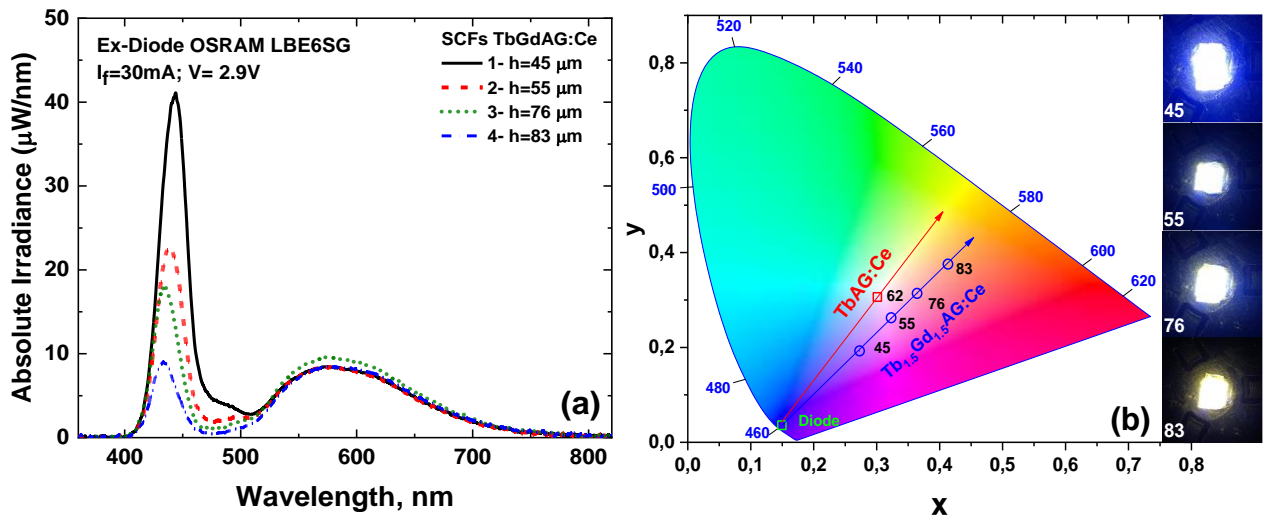 50
40
30
20
10
0
Absolute Irradiance (μW/nm)
Ex-Diode OSRAM LBE6SG
If=30mA; V= 2.9V
SCFs TbGdAG:Ce
1- h=45 μm
2- h=55 μm
3- h=76 μm
4- h=83 μm
(a)
400 500 600 700 800
Wavelength, nm
0,8
0,6
0,4
0,2
0,0
y
520
540
560
500
580
600
620
480
460
TbAG:Ce
Tb1.5Gd1.5AG:Ce
83
62
76
55
45
Diode
(b)
0,0 0,1 0,2 0,3 0,4 0,5 0,6 0,7 0,8
x
45
55
76
83